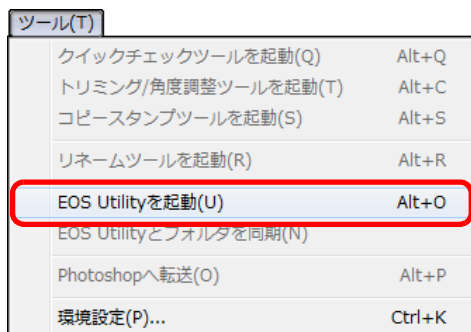 ツール(T)
クイックチェックツールを起動(Q) Alt+Q
トリミング/角度調整ツールを起動(T) Alt+C
コピースタンプツールを起動(S) Alt+S
リネームツールを起動(R) Alt+R
EOS Utilityを起動(U) Alt+O
EOS Utilityとフォルダを同期(N)
Photoshopへ転送(O) Alt+P
環境設定(P)... Ctrl+K